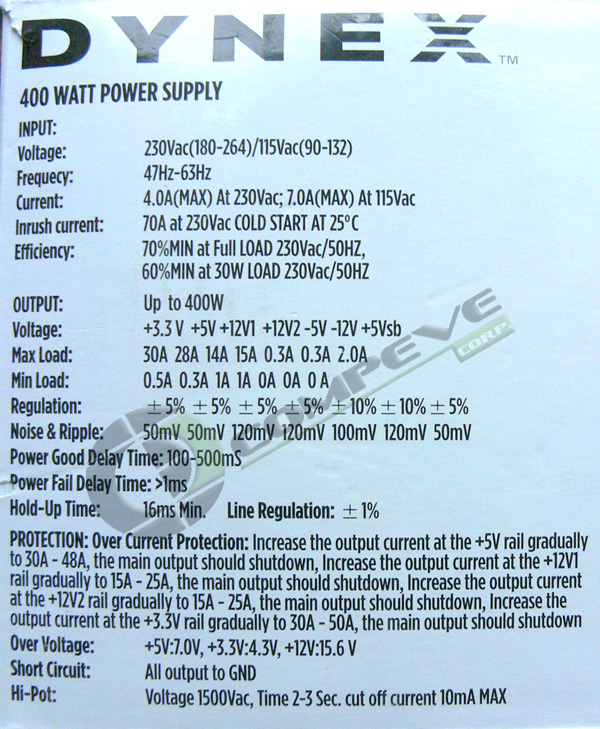 DYNEX™
400 WATT POWER SUPPLY
INPUT:
Voltage: 230Vac(180-264)/115Vac(90-132)
Frequecy: 47Hz-63Hz
Current: 4.0A(MAX) At 230Vac; 7.0A(MAX) At 115Vac
Inrush current: 70A at 230Vac COLD START AT 25°C
Efficiency: 70%MIN at Full LOAD 230Vac/50HZ,
60%MIN at 30W LOAD 230Vac/50HZ
OUTPUT: Up to 400W
Voltage: +3.3 V +5V +12V1 +12V2 -5V -12V +5Vsb
Max Load: 30A 28A 14A 15A 0.3A 0.3A 2.0A
Min Load: 0.5A 0.3A 1A 1A 0A 0A 0 A
Regulation: ±5% ±5% ±5% ±5% ±10% ±10% ±5%
Noise & Ripple: 50mV 50mV 120mV 120mV 100mV 120mV 50mV
Power Good Delay Time: 100-500mS
Power Fail Delay Time: >1ms
Hold-Up Time: 16ms Min. Line Regulation: ±1%
PROTECTION: Over Current Protection: Increase the output current at the +5V rail gradually
to 30A - 48A, the main output should shutdown, Increase the output current at the +12V1
rail gradually to 15A - 25A, the main output should shutdown, Increase the output current
at the +12V2 rail gradually to 15A - 25A, the main output should shutdown, Increase the
output current at the +3.3V rail gradually to 30A - 50A, the main output should shutdown
Over Voltage: +5V:7.0V, +3.3V:4.3V, +12V:15.6 V
Short Circuit: All output to GND
Hi-Pot: Voltage 1500Vac, Time 2-3 Sec. cut off current 10mA MAX
COMPEVE
CORP.